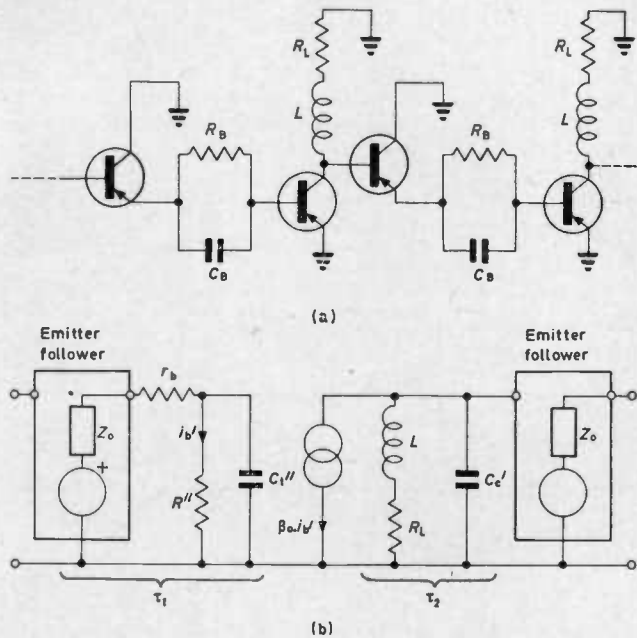 R_L
R_L
L
L
R_B
R_B
C_B
C_B
(a)
Emitter follower
Emitter follower
r_b
Z_o
+
i_b'
C_t''
R''
L
β_o.i_b'
R_L
C_c'
Z_o
τ_1
τ_2
(b)